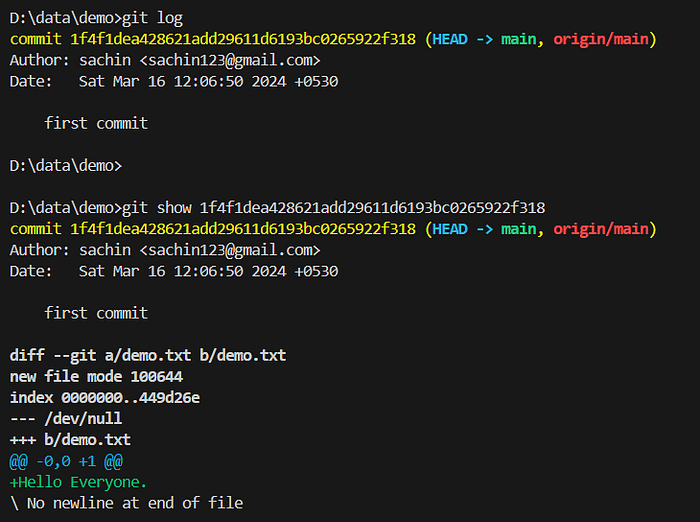 D:\data\demo>git log
commit 1f4f1dea428621add29611d6193bc0265922f318 (HEAD -> main, origin/main)
Author: sachin <sachin123@gmail.com>
Date:   Sat Mar 16 12:06:50 2024 +0530
    first commit
D:\data\demo>
D:\data\demo>git show 1f4f1dea428621add29611d6193bc0265922f318
commit 1f4f1dea428621add29611d6193bc0265922f318 (HEAD -> main, origin/main)
Author: sachin <sachin123@gmail.com>
Date:   Sat Mar 16 12:06:50 2024 +0530
    first commit
diff --git a/demo.txt b/demo.txt
new file mode 100644
index 0000000..449d26e
--- /dev/null
+++ b/demo.txt
@@ -0,0 +1 @@
+Hello Everyone.
\ No newline at end of file